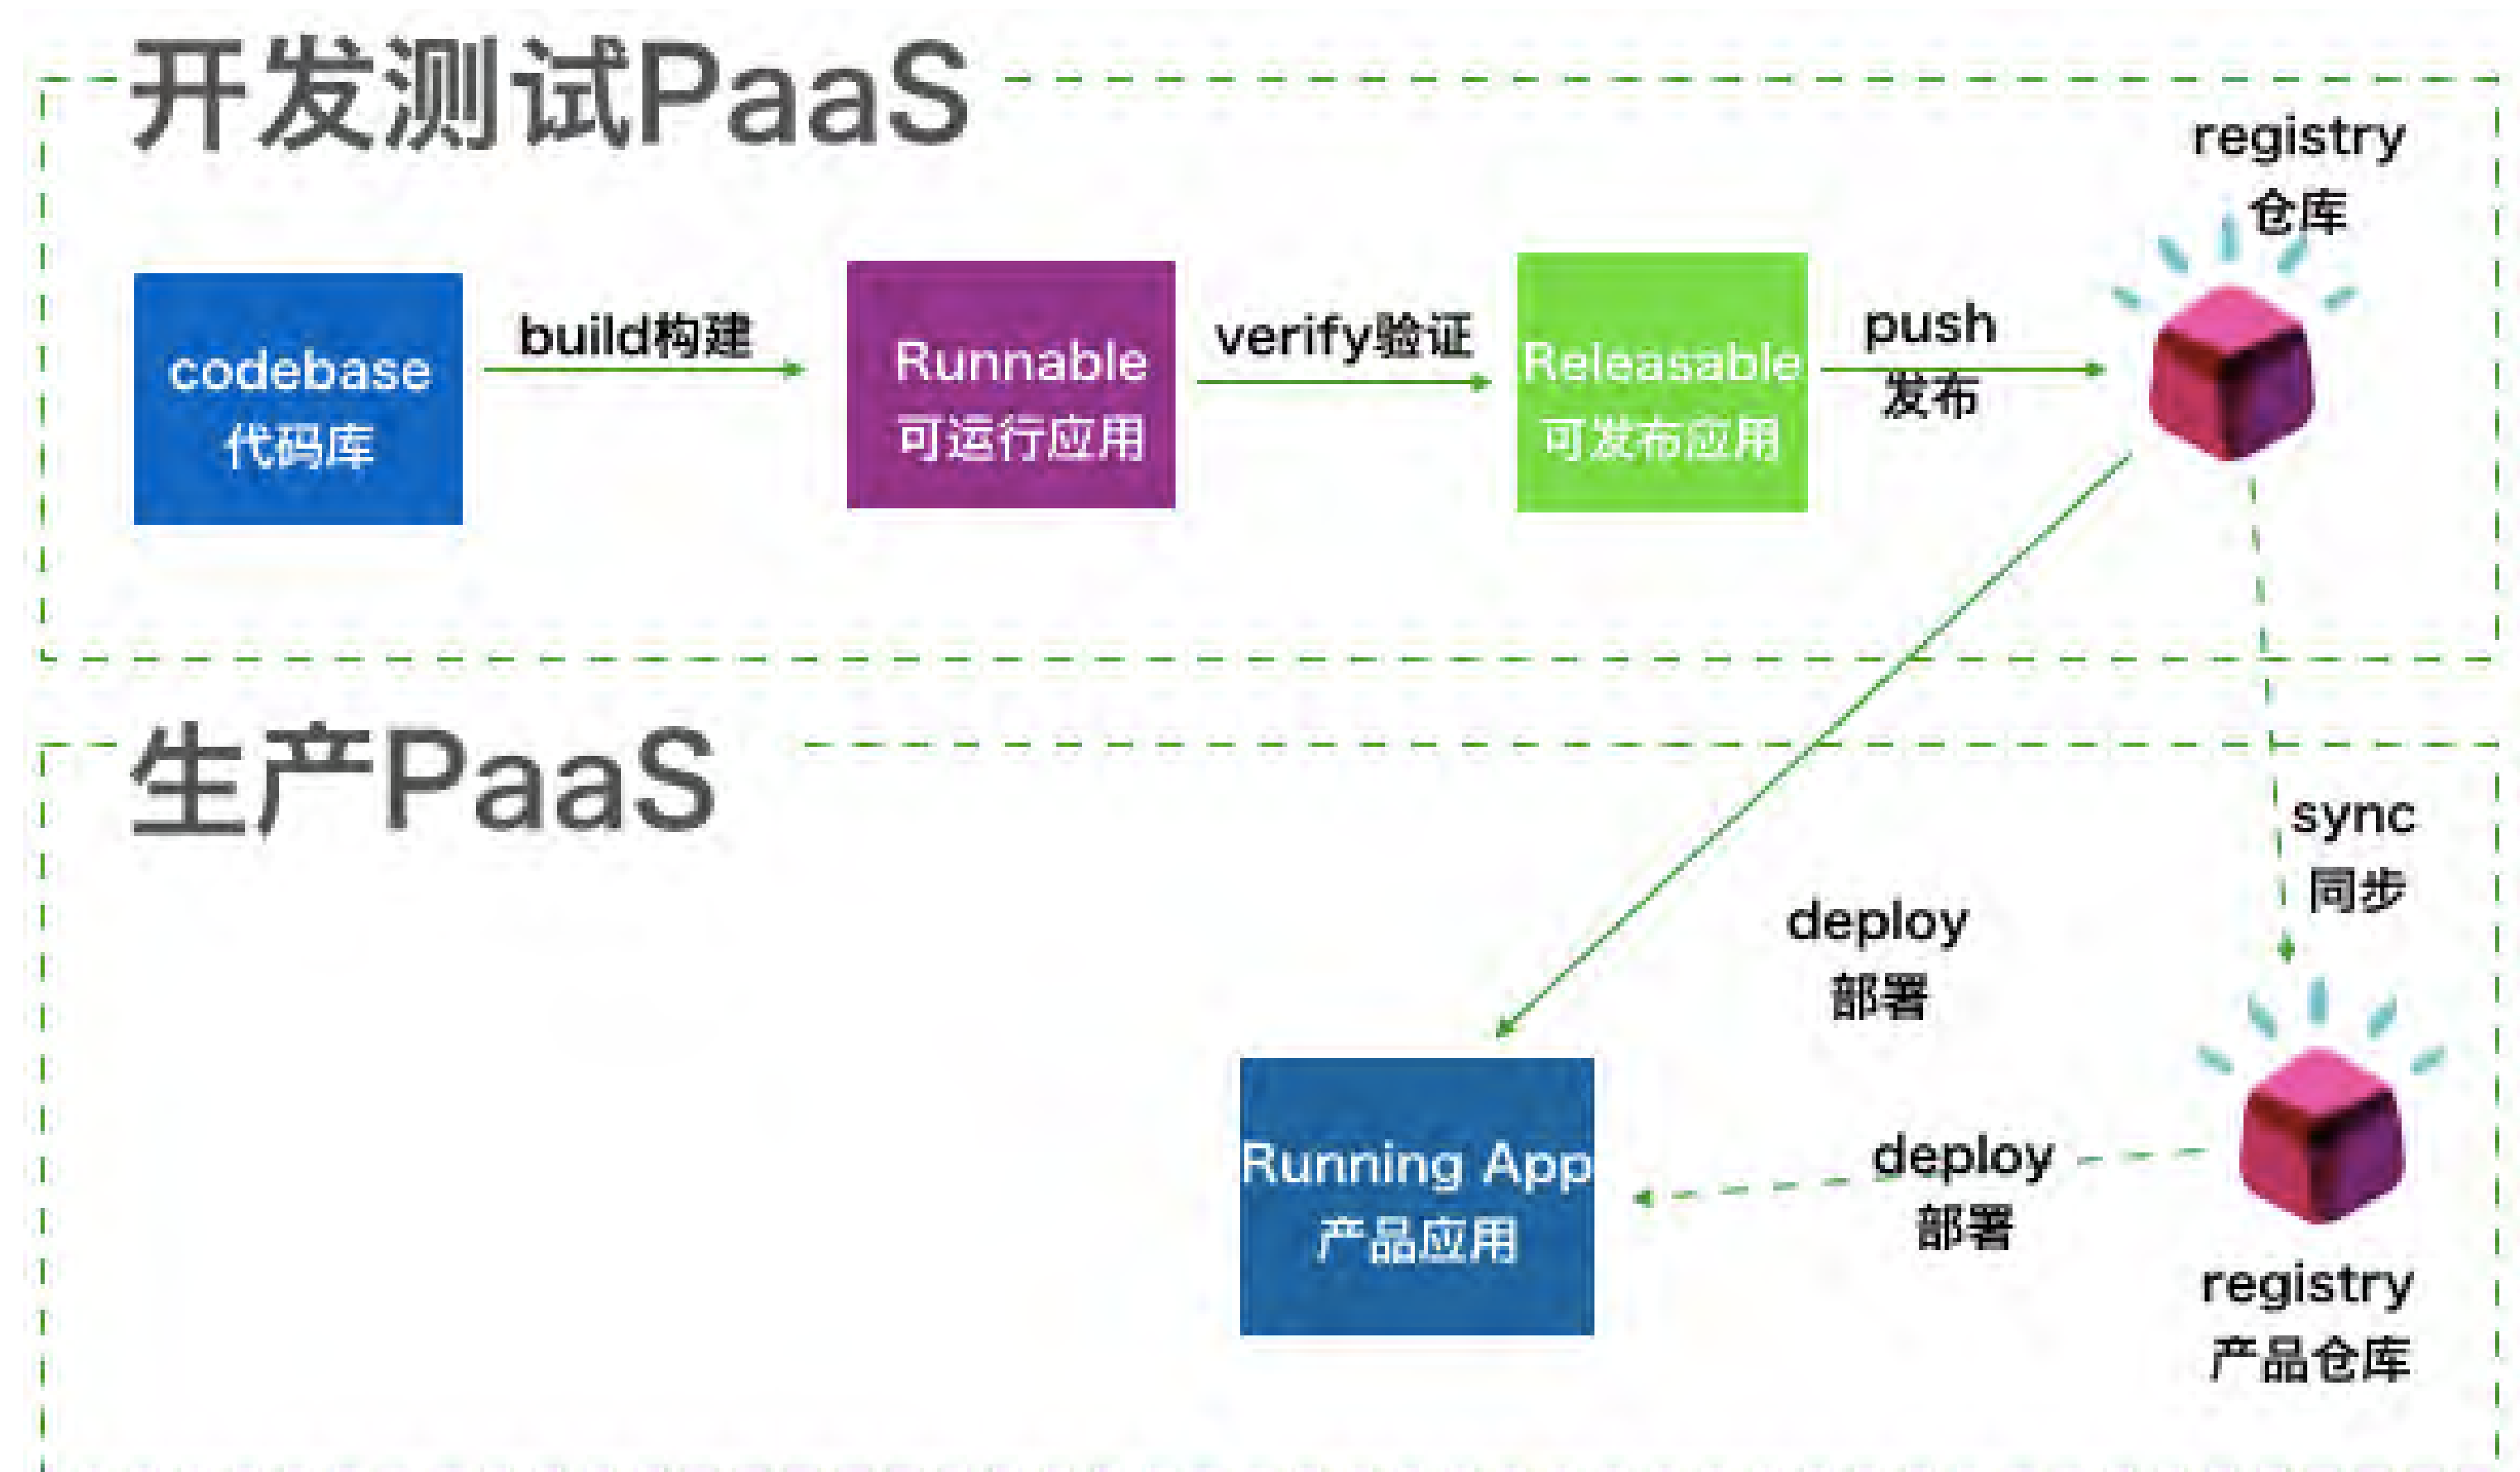 开发测试PaaS
registry
仓库
codebase
代码库
build构建
Runnable
可运行应用
verify验证
Releasable
可发布应用
push
发布
生产PaaS
sync
同步
deploy
部署
Running App
产品应用
deploy
部署
registry
产品仓库